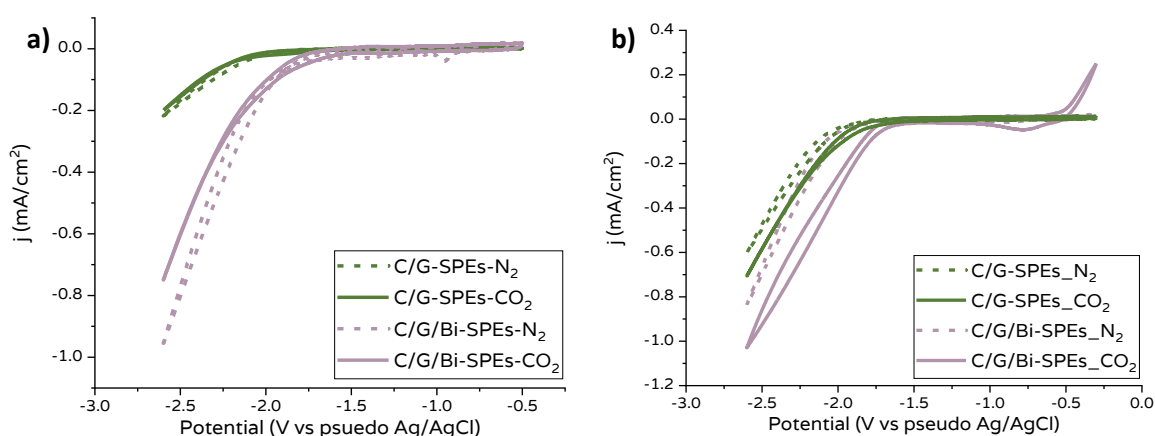 a)
0.0
-0.2
-0.4
-0.6
-0.8
-1.0
j (mA/cm²)
C/G-SPEs-N₂
C/G-SPEs-CO₂
C/G/Bi-SPEs-N₂
C/G/Bi-SPEs-CO₂
-3.0 -2.5 -2.0 -1.5 -1.0 -0.5
Potential (V vs psuedo Ag/AgCl)
b)
0.4
0.2
0.0
-0.2
-0.4
-0.6
-0.8
-1.0
-1.2
j (mA/cm²)
C/G-SPEs_N₂
C/G-SPEs_CO₂
C/G/Bi-SPEs_N₂
C/G/Bi-SPEs_CO₂
-3.0 -2.5 -2.0 -1.5 -1.0 -0.5 0.0
Potential (V vs psuedo Ag/AgCl)